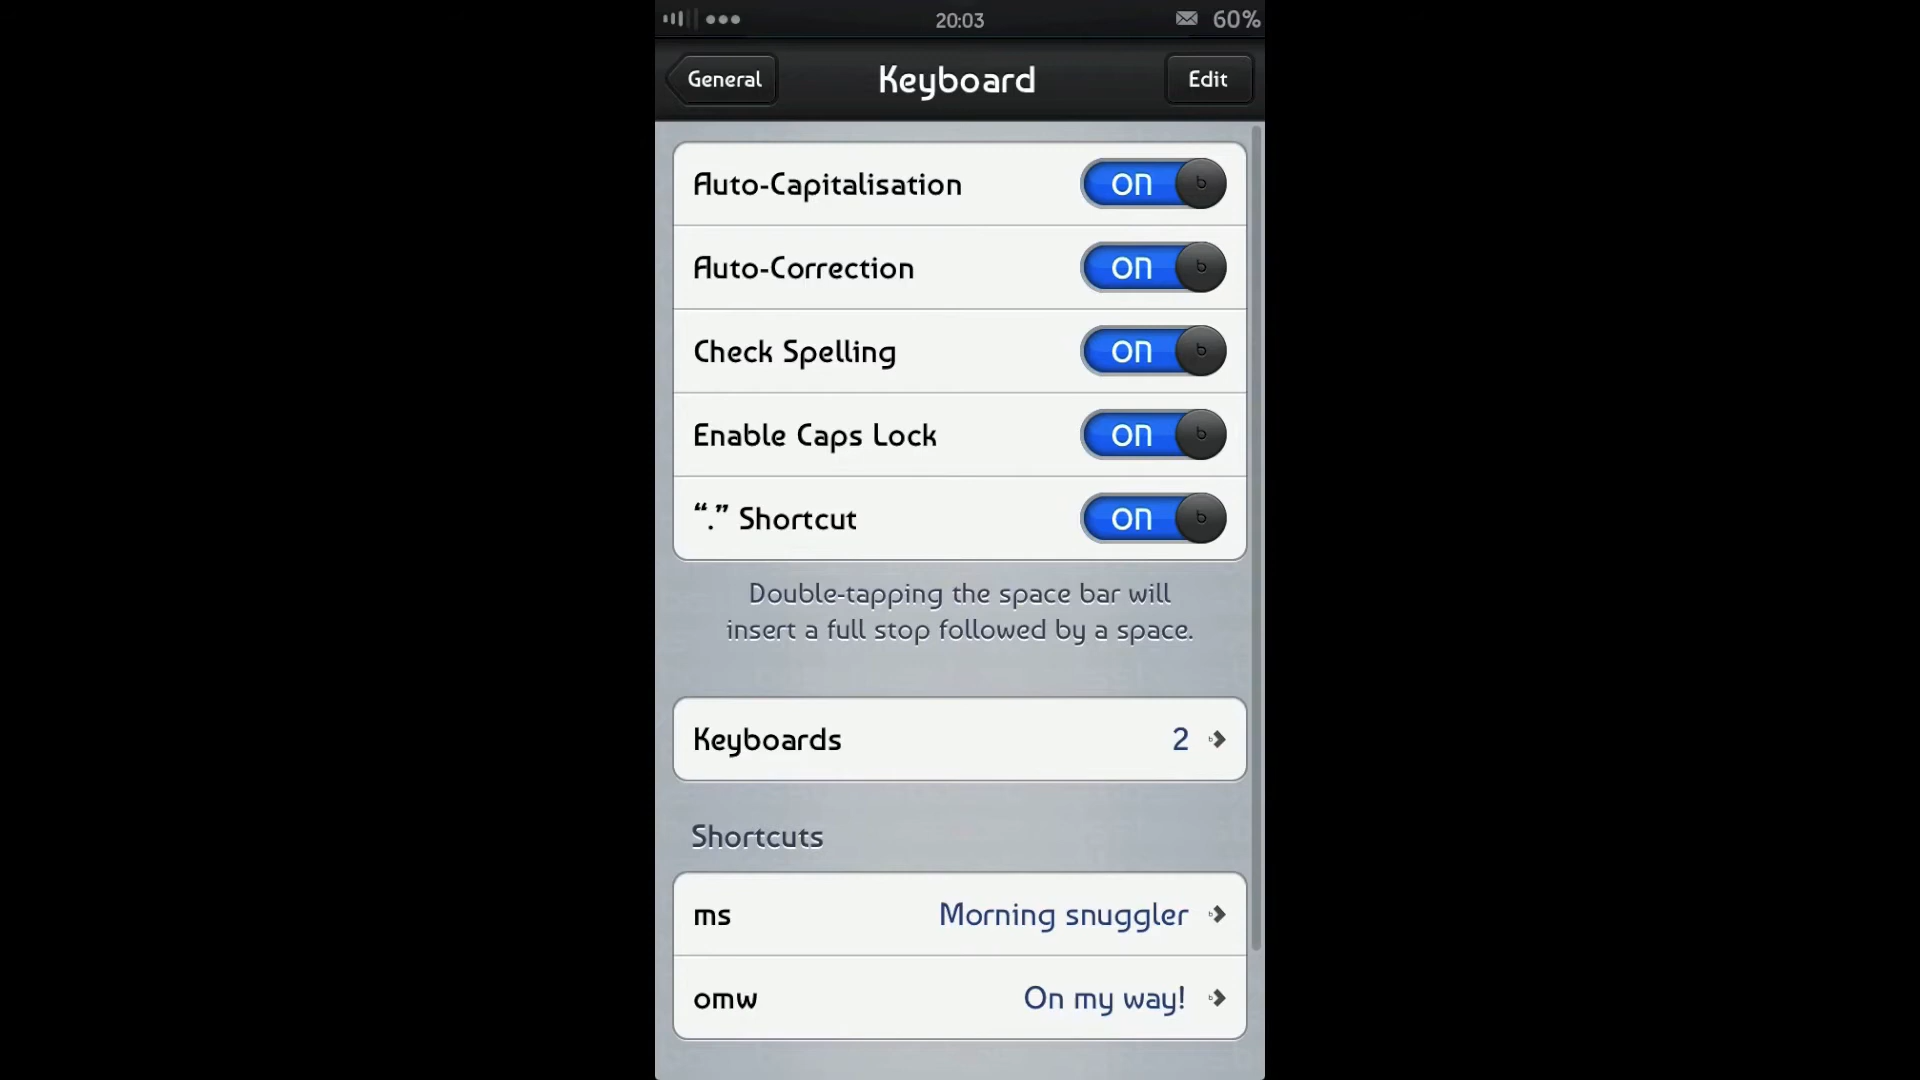 20:03
60%
General
Keyboard
Edit
Auto-Capitalisation
ON
Auto-Correction
ON
Check Spelling
ON
Enable Caps Lock
ON
“.” Shortcut
ON
Double-tapping the space bar will
insert a full stop followed by a space.
Keyboards
2
Shortcuts
ms
Morning snuggler
omw
On my way!